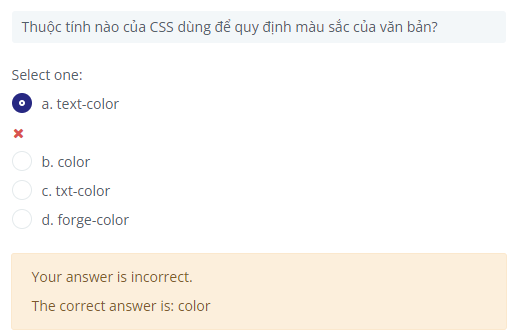 Thuộc tính nào của CSS dùng để quy định màu sắc của văn bản?
Select one:
a. text-color
b. color
c. txt-color
d. forge-color
Your answer is incorrect.
The correct answer is: color